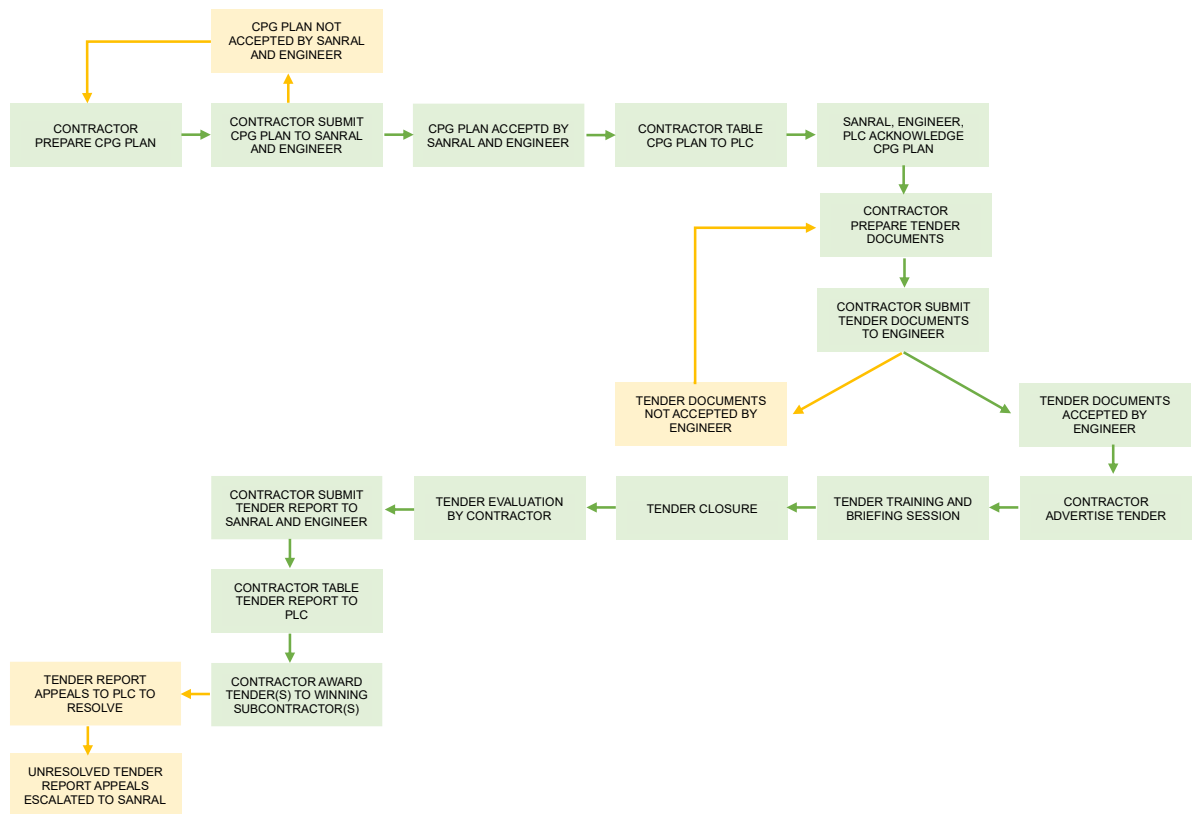 CPG PLAN NOT
ACCEPTED BY SANRAL
AND ENGINEER
CONTRACTOR
PREPARE CPG PLAN
CONTRACTOR SUBMIT
CPG PLAN TO SANRAL
AND ENGINEER
CPG PLAN ACCEPTD BY
SANRAL AND ENGINEER
CONTRACTOR TABLE
CPG PLAN TO PLC
SANRAL, ENGINEER,
PLC ACKNOWLEDGE
CPG PLAN
CONTRACTOR
PREPARE TENDER
DOCUMENTS
CONTRACTOR SUBMIT
TENDER DOCUMENTS
TO ENGINEER
TENDER DOCUMENTS
NOT ACCEPTED BY
ENGINEER
TENDER DOCUMENTS
ACCEPTED BY
ENGINEER
CONTRACTOR
ADVERTISE TENDER
TENDER TRAINING AND
BRIEFING SESSION
TENDER CLOSURE
TENDER EVALUATION
BY CONTRACTOR
CONTRACTOR SUBMIT
TENDER REPORT TO
SANRAL AND ENGINEER
CONTRACTOR TABLE
TENDER REPORT TO
PLC
CONTRACTOR AWARD
TENDER(S) TO WINNING
SUBCONTRACTOR(S)
TENDER REPORT
APPEALS TO PLC TO
RESOLVE
UNRESOLVED TENDER
REPORT APPEALS
ESCALATED TO SANRAL